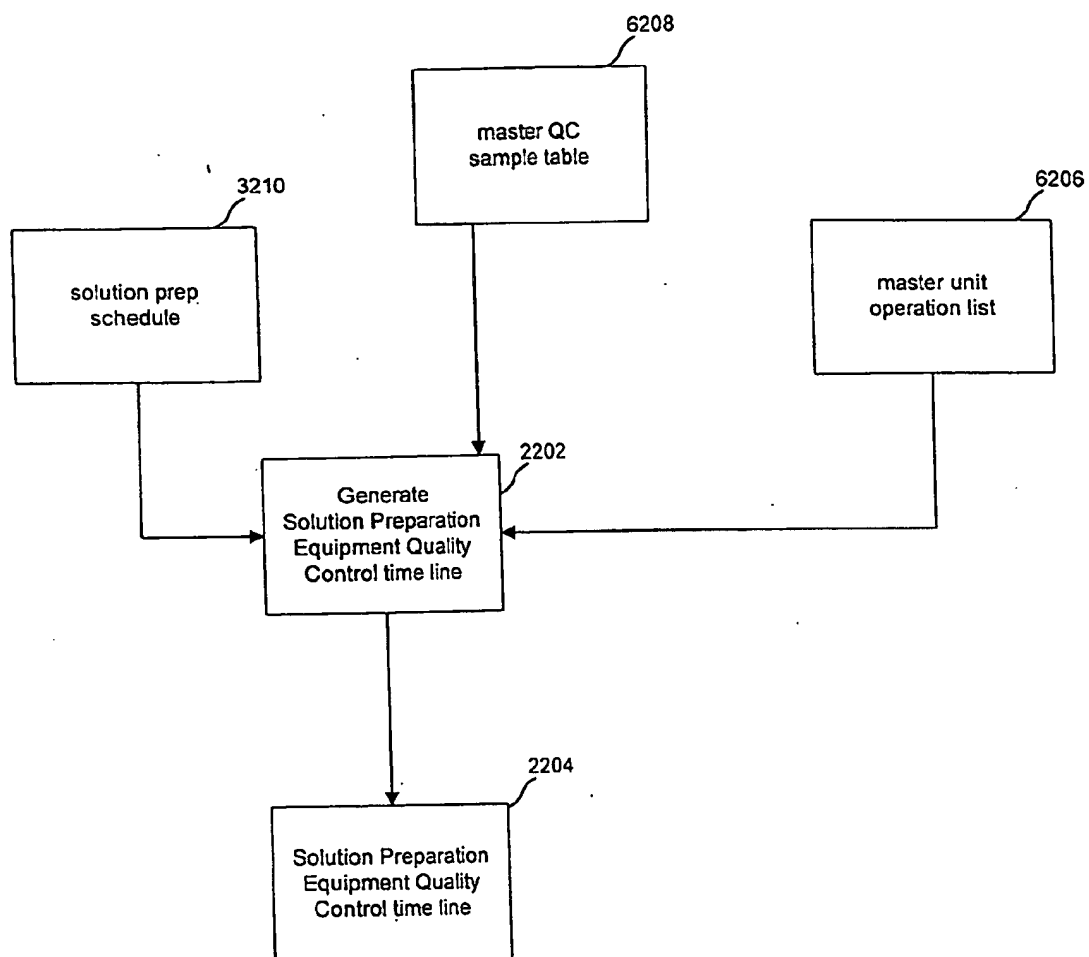 6208
master QC
sample table
3210
solution prep
schedule
6206
master unit
operation list
2202
Generate
Solution Preparation
Equipment Quality
Control time line
2204
Solution Preparation
Equipment Quality
Control time line